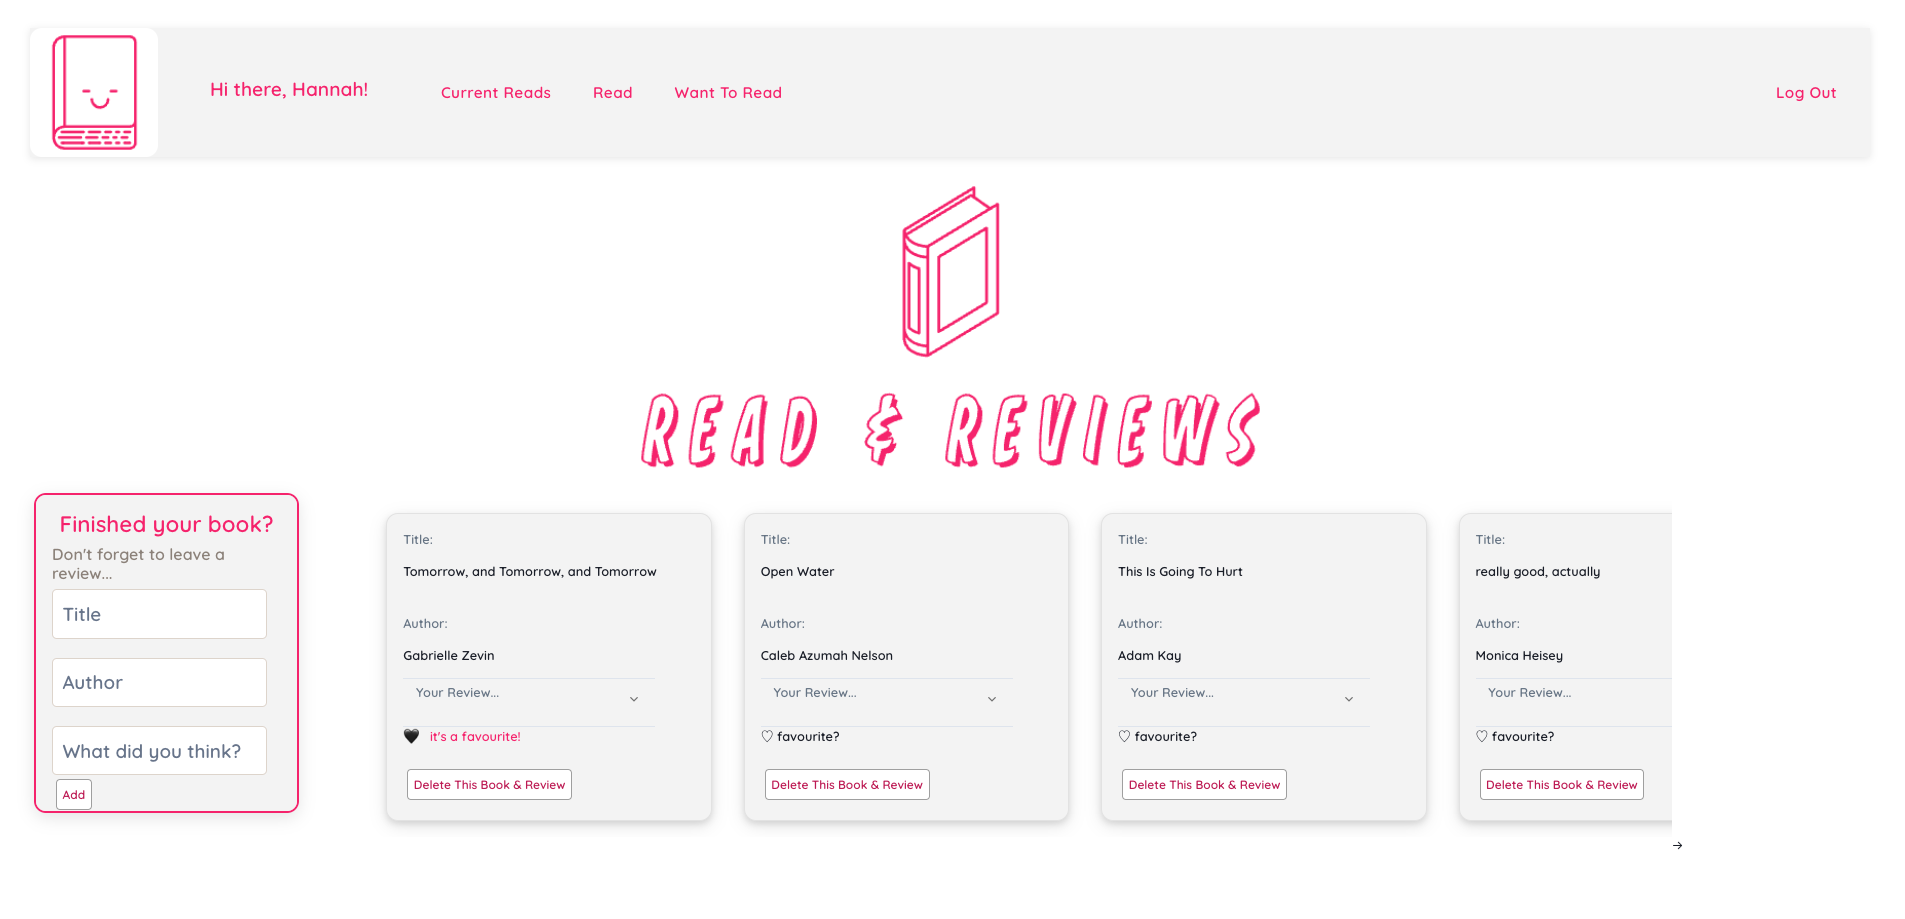 Hi there, Hannah!
Current Reads
Read
Want To Read
Log Out
READ & REVIEWS
Finished your book?
Don't forget to leave a
review...
Title
Author
What did you think?
Add
Title:
Tomorrow, and Tomorrow, and Tomorrow
Author:
Gabrielle Zevin
Your Review...
🖤 it's a favourite!
Delete This Book & Review
Title:
Open Water
Author:
Caleb Azumah Nelson
Your Review...
♡ favourite?
Delete This Book & Review
Title:
This Is Going To Hurt
Author:
Adam Kay
Your Review...
♡ favourite?
Delete This Book & Review
Title:
really good, actually
Author:
Monica Heisey
Your Review...
♡ favourite?
Delete This Book & Review
→